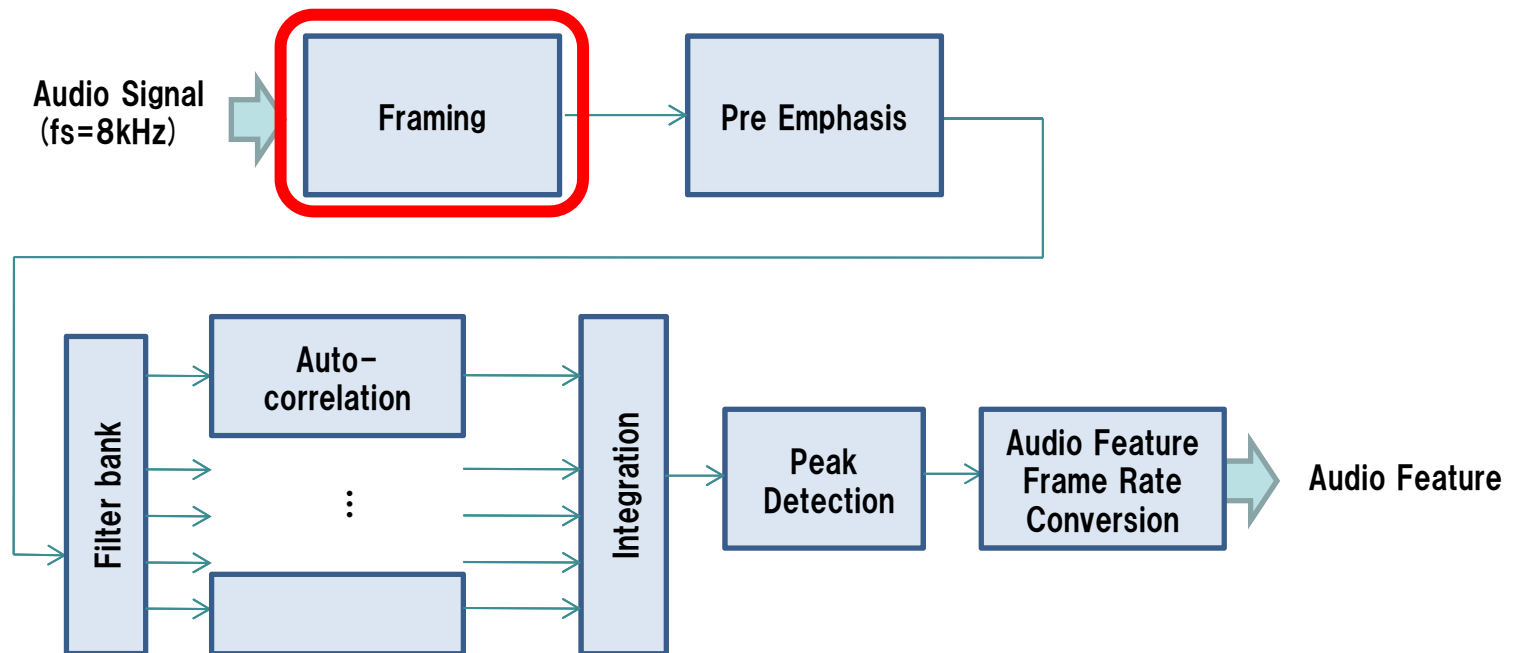 Audio Signal
(fs=8kHz)
Framing
Pre Emphasis
Filter bank
Auto-
correlation
⋮
Integration
Peak
Detection
Audio Feature
Frame Rate
Conversion
Audio Feature